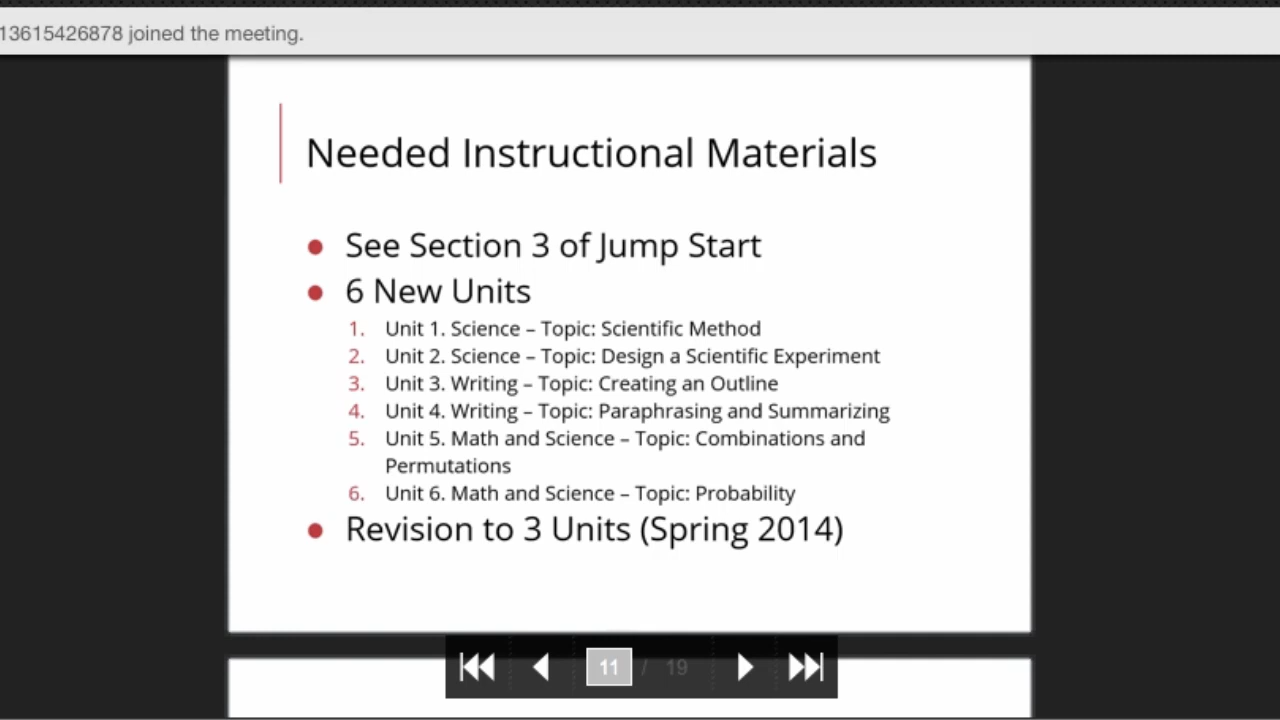 13615426878 joined the meeting.
Needed Instructional Materials
● See Section 3 of Jump Start
● 6 New Units
1. Unit 1. Science – Topic: Scientific Method
2. Unit 2. Science – Topic: Design a Scientific Experiment
3. Unit 3. Writing – Topic: Creating an Outline
4. Unit 4. Writing – Topic: Paraphrasing and Summarizing
5. Unit 5. Math and Science – Topic: Combinations and
Permutations
6. Unit 6. Math and Science – Topic: Probability
● Revision to 3 Units (Spring 2014)
11 / 19